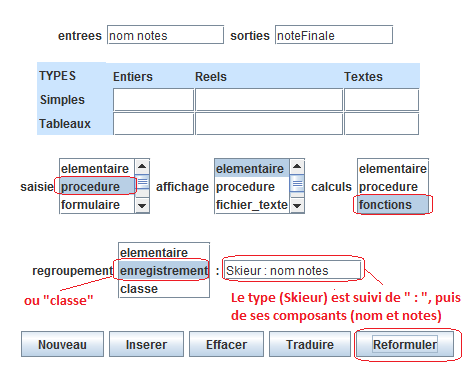 entrees nom notes sorties noteFinale
TYPES Entiers Reels Textes
Simples
Tableaux
saisie elementaire procedure formulaire affichage elementaire procedure fichier_texte calculs elementaire procedure fonctions
regroupement elementaire enregistrement classe : Skieur : nom notes
ou "classe"
Le type (Skieur) est suivi de " : ", puis
de ses composants (nom et notes)
Nouveau Inserer Effacer Traduire Reformuler